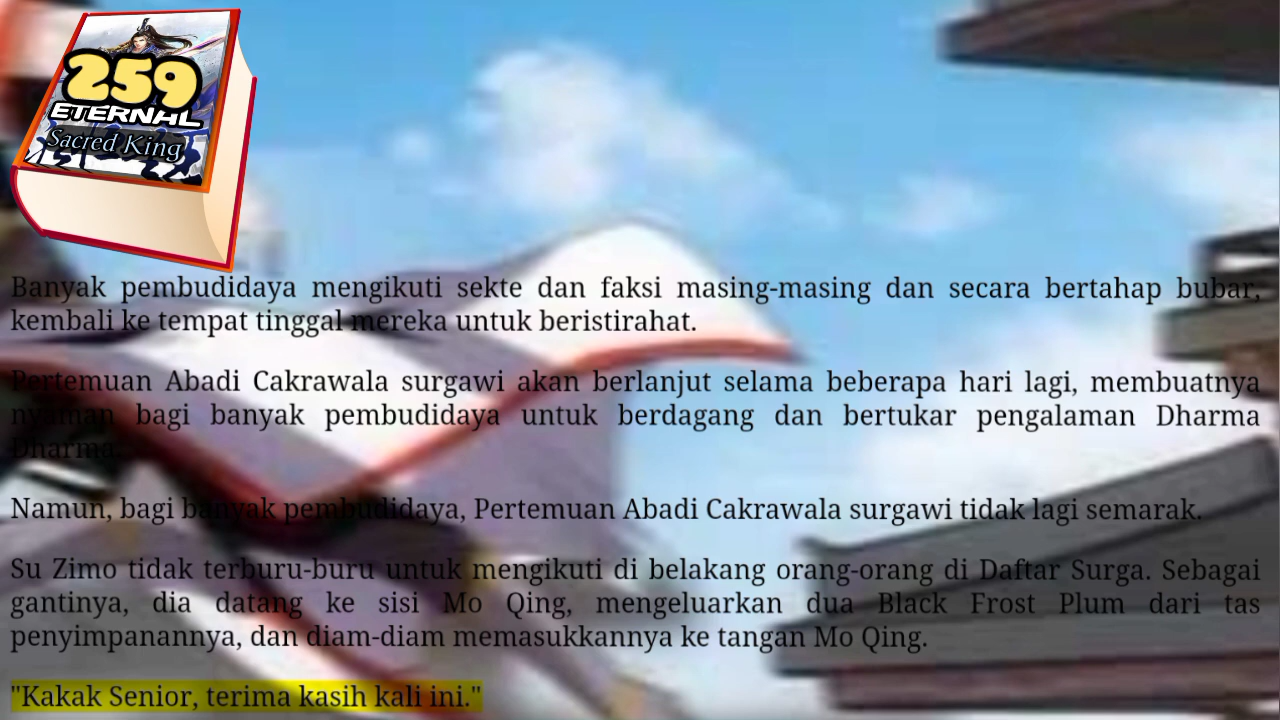 259
ETERNAL
Sacred King
Banyak pembudidaya mengikuti sekte dan faksi masing-masing dan secara bertahap bubar,
kembali ke tempat tinggal mereka untuk beristirahat.
Pertemuan Abadi Cakrawala surgawi akan berlanjut selama beberapa hari lagi, membuatnya
nyaman bagi banyak pembudidaya untuk berdagang dan bertukar pengalaman Dharma
Dharma.
Namun, bagi banyak pembudidaya, Pertemuan Abadi Cakrawala surgawi tidak lagi semarak.
Su Zimo tidak terburu-buru untuk mengikuti di belakang orang-orang di Daftar Surga. Sebagai
gantinya, dia datang ke sisi Mo Qing, mengeluarkan dua Black Frost Plum dari tas
penyimpanannya, dan diam-diam memasukkannya ke tangan Mo Qing.
"Kakak Senior, terima kasih kali ini."